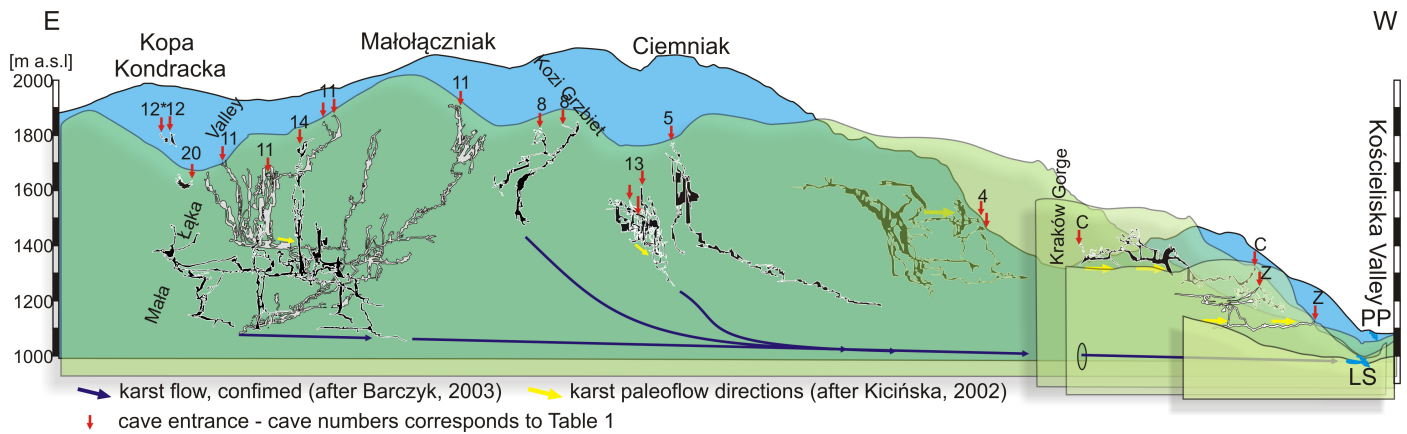 E
W
Kopa
Kondracka
Małołączniak
Ciemniak
[m a.s.l]
2000
1800
1600
1400
1200
1000
12*
12
20
Valley
11
11
14
11
11
8
8
Kozi Grzbiet
13
5
4
Łąka
Mała
Kraków Gorge
C
C
Z
Z
Kościeliska Valley
PP
LS
karst flow, confimed (after Barczyk, 2003)
karst paleoflow directions (after Kicińska, 2002)
cave entrance - cave numbers corresponds to Table 1